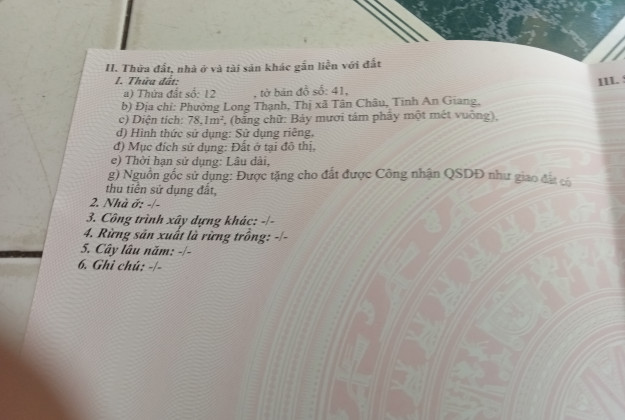 II. Thửa đất, nhà ở và tài sản khác gắn liền với đất
1. Thửa đất:
a) Thửa đất số: 12 , tờ bản đồ số: 41,
b) Địa chỉ: Phường Long Thạnh, Thị xã Tân Châu, Tỉnh An Giang,
c) Diện tích: 78,1m², (bằng chữ: Bảy mươi tám phẩy một mét vuông),
d) Hình thức sử dụng: Sử dụng riêng,
đ) Mục đích sử dụng: Đất ở tại đô thị,
e) Thời hạn sử dụng: Lâu dài,
g) Nguồn gốc sử dụng: Được tặng cho đất được Công nhận QSDĐ như giao đất có
thu tiền sử dụng đất,
2. Nhà ở: -/-
3. Công trình xây dựng khác: -/-
4. Rừng sản xuất là rừng trồng: -/-
5. Cây lâu năm: -/-
6. Ghi chú: -/-
III.